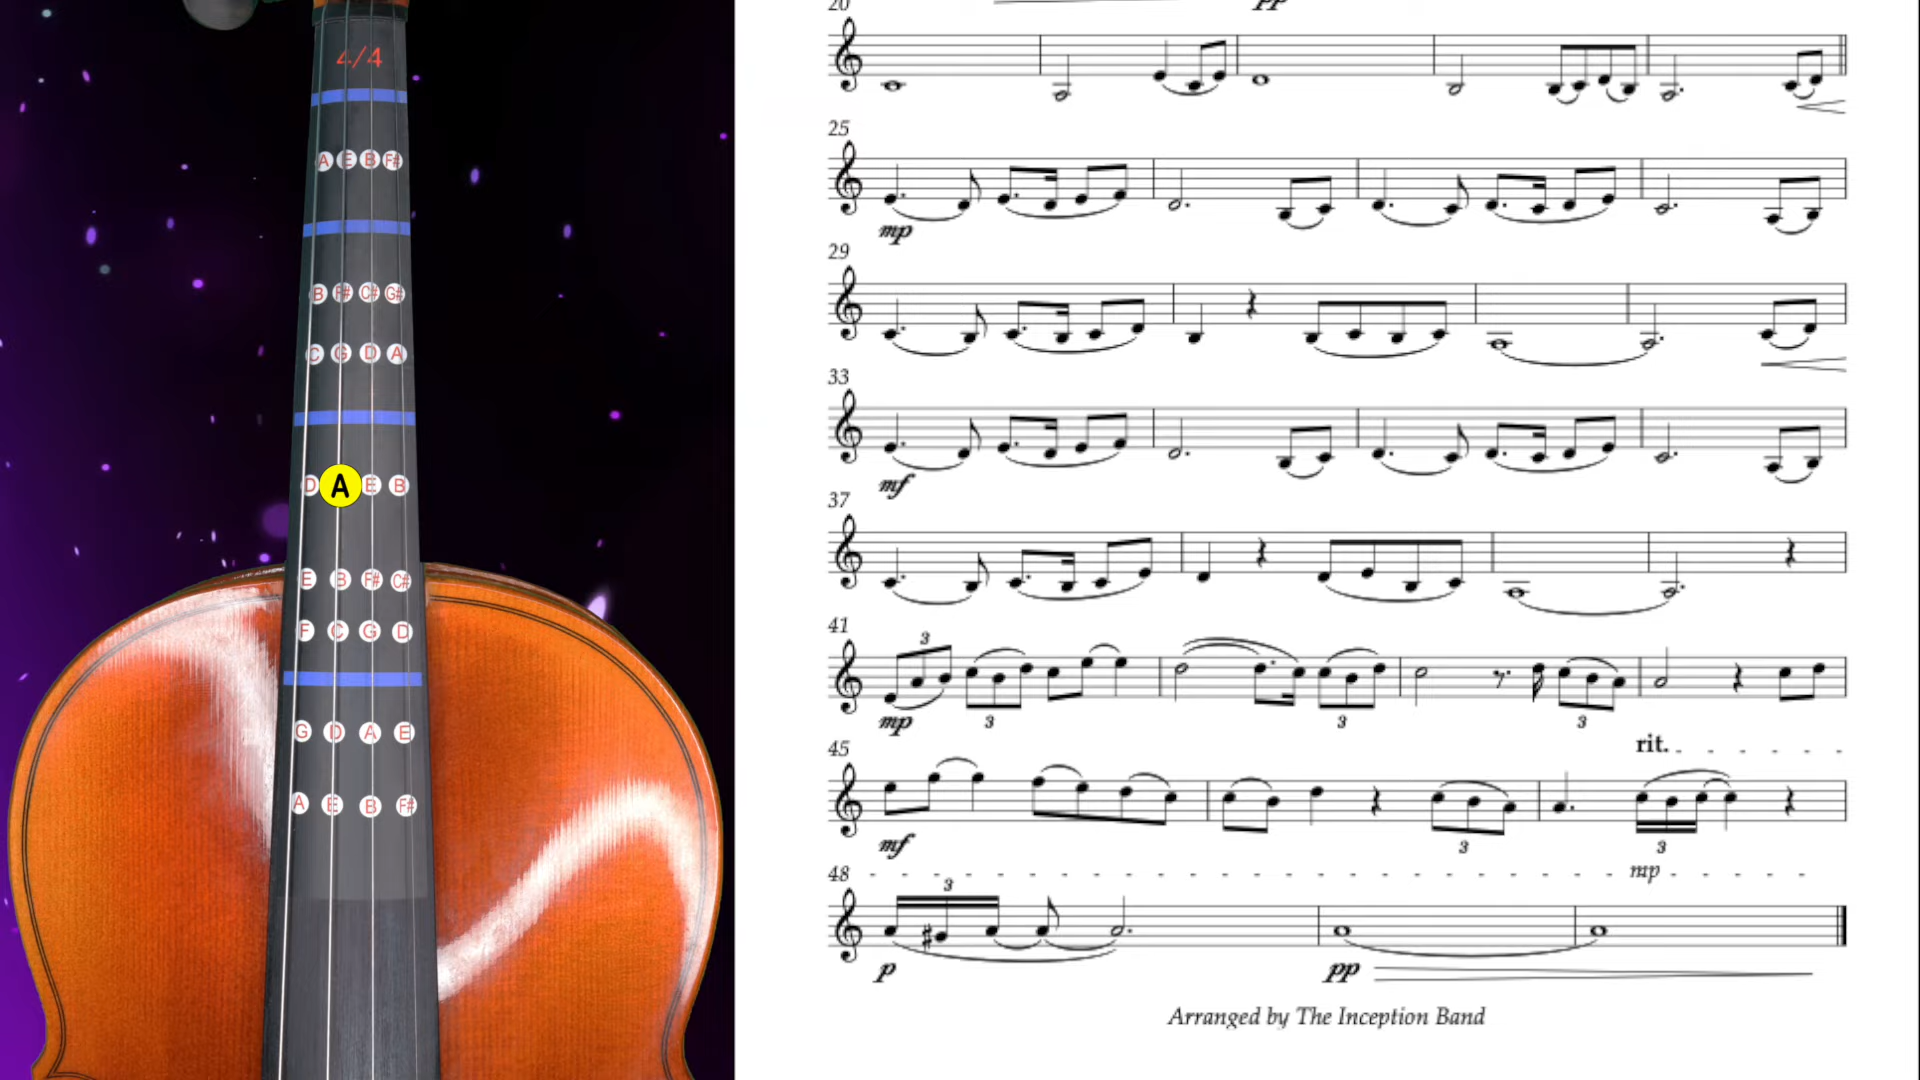 4/4
A E B F#
B F# C# G#
C G D A
D A E B
E B F# C#
F C G D
G D A E
A E B F#
20
pp
25
mp
29
33
mf
37
41
3
mp
3
3
3
45
rit.
mf
3
3
mp
48
3
p
pp
Arranged by The Inception Band